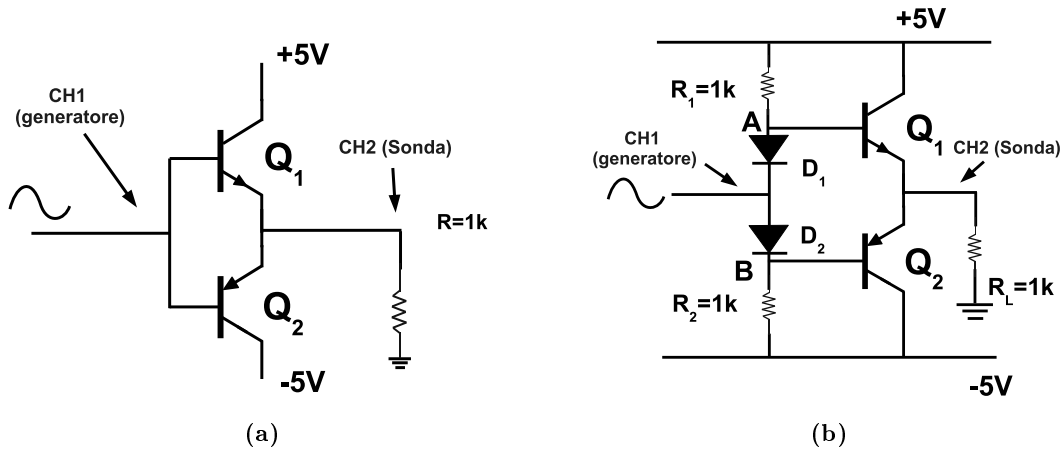 +5V
CH1
(generatore)
Q1
CH2 (Sonda)
R=1k
Q2
-5V
(a)
+5V
R1=1k
A
Q1
CH1
(generatore)
D1
CH2 (Sonda)
D2
B
Q2
R2=1k
RL=1k
-5V
(b)